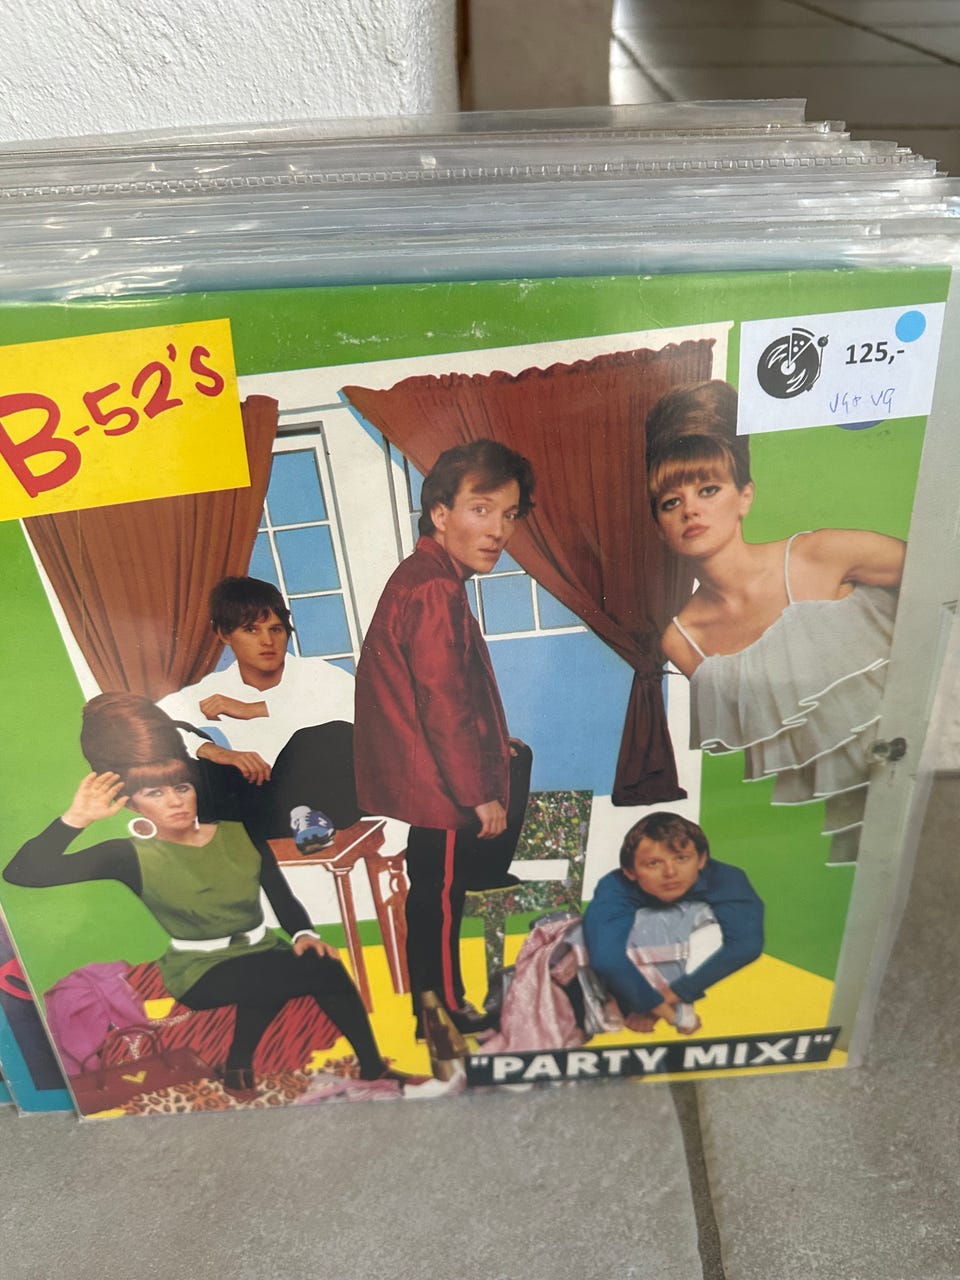 B-52's
125,-
VG+ VG
"PARTY MIX!"